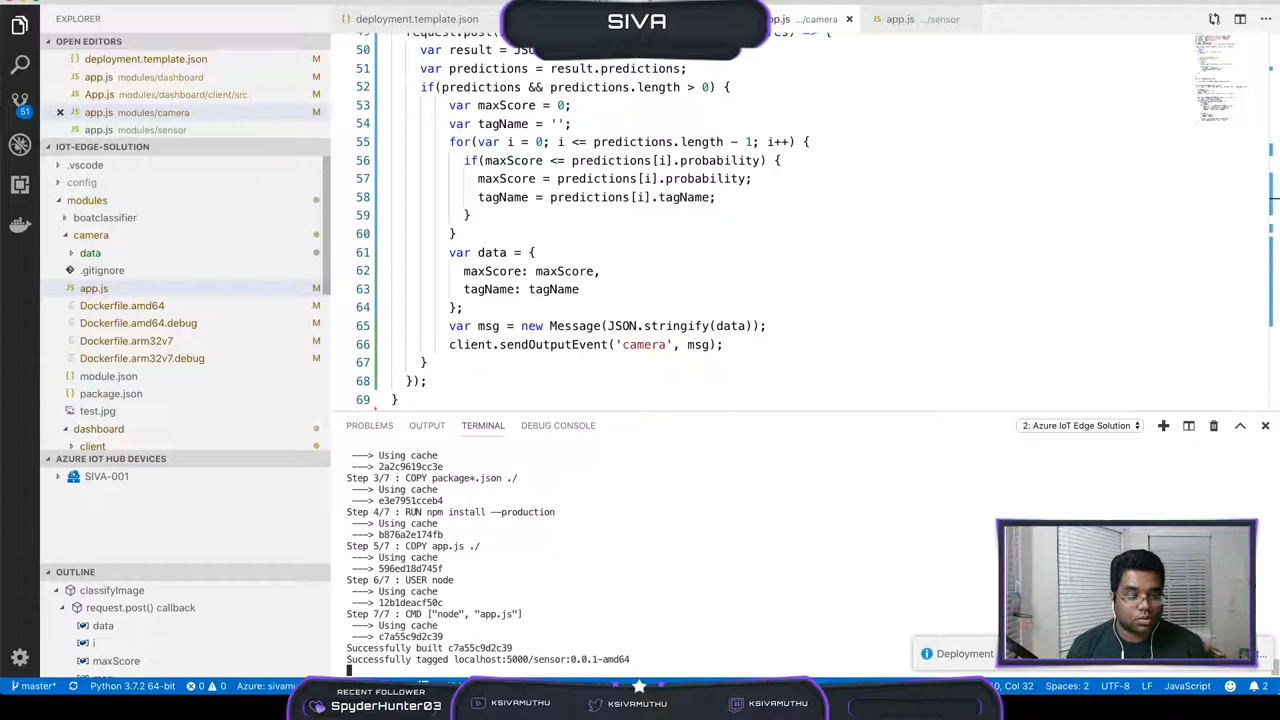 deployment.template.json
SIVA
.js .../camera
app.js .../sensor
EXPLORER
OPEN EDITORS
deployment.template.json
app.js modules/dashboard
App.js modules/dashboard/client/src
app.js modules/camera
app.js modules/sensor
51
IOT-EDGE-SOLUTION
.vscode
config
modules
boatclassifier
camera
data
.gitignore
JS app.js M
Dockerfile.amd64 M
Dockerfile.amd64.debug M
Dockerfile.arm32v7 M
Dockerfile.arm32v7.debug M
module.json
package.json
test.jpg
dashboard
client
AZURE IOT HUB DEVICES
SIVA-001
OUTLINE
classifyImage
request.post() callback
data
i
maxScore
50 var result = JS
51 var predictions = result.predictions;
52 if(predictions && predictions.length > 0) {
53 var maxScore = 0;
54 var tagName = '';
55 for(var i = 0; i <= predictions.length - 1; i++) {
56 if(maxScore <= predictions[i].probability) {
57 maxScore = predictions[i].probability;
58 tagName = predictions[i].tagName;
59 }
60 }
61 var data = {
62 maxScore: maxScore,
63 tagName: tagName
64 };
65 var msg = new Message(JSON.stringify(data));
66 client.sendOutputEvent('camera', msg);
67 }
68 });
69 }
PROBLEMS OUTPUT TERMINAL DEBUG CONSOLE
2: Azure IoT Edge Solution
---> Using cache
---> 2a2c9619cc3e
Step 3/7 : COPY package*.json ./
---> Using cache
---> e3e7951cceb4
Step 4/7 : RUN npm install --production
---> Using cache
---> b876a2e174fb
Step 5/7 : COPY app.js ./
---> Using cache
---> 596ed18d745f
Step 6/7 : USER node
---> Using cache
---> 12b1deacf50c
Step 7/7 : CMD ["node", "app.js"]
---> Using cache
---> c7a55c9d2c39
Successfully built c7a55c9d2c39
Successfully tagged localhost:5000/sensor:0.0.1-amd64
Deployment
master* Python 3.7.2 64-bit 0 0 Azure: sivamu
Col 32 Spaces: 2 UTF-8 LF JavaScript 2
RECENT FOLLOWER
SpyderHunter03
KSIVAMUTHU
KSIVAMUTHU
KSIVAMUTHU